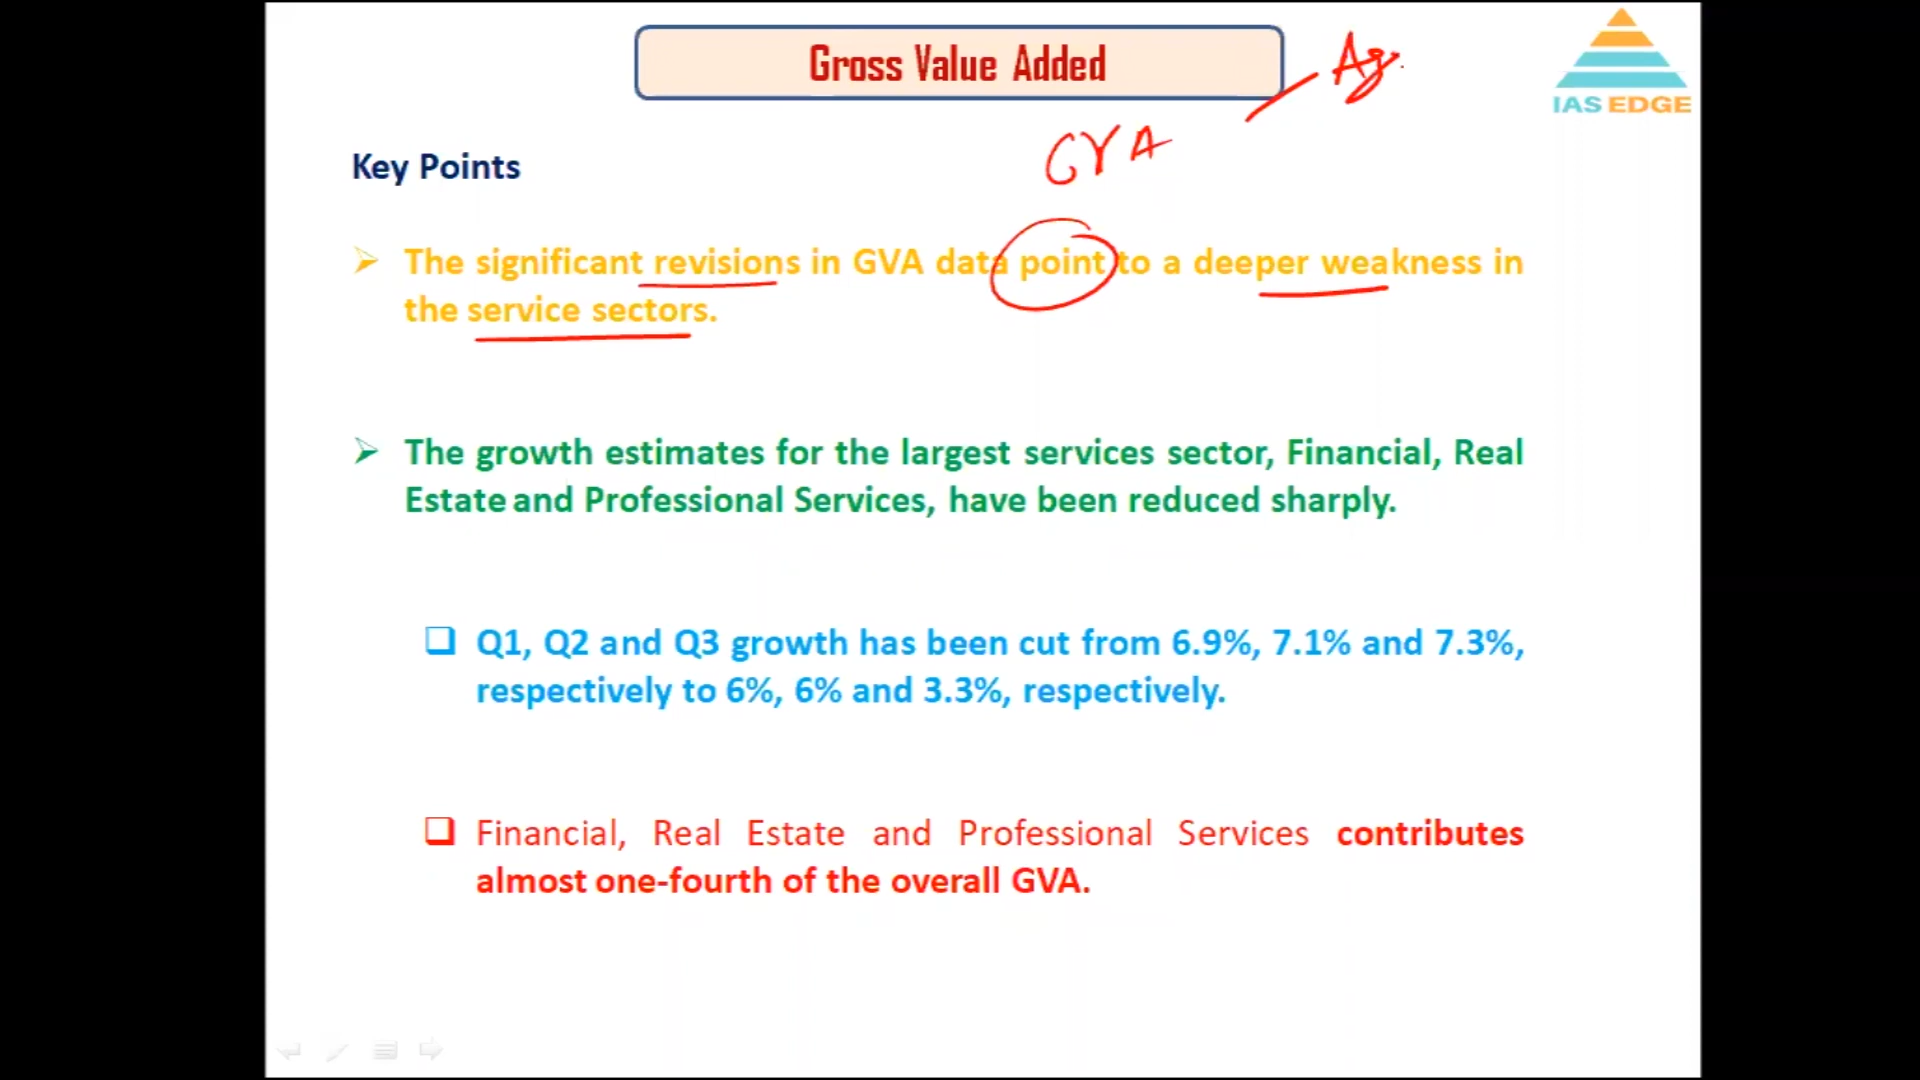 Gross Value Added
Ag.
IAS EDGE
GVA
Key Points
The significant revisions in GVA data point to a deeper weakness in
the service sectors.
The growth estimates for the largest services sector, Financial, Real
Estate and Professional Services, have been reduced sharply.
Q1, Q2 and Q3 growth has been cut from 6.9%, 7.1% and 7.3%,
respectively to 6%, 6% and 3.3%, respectively.
Financial, Real Estate and Professional Services contributes
almost one-fourth of the overall GVA.